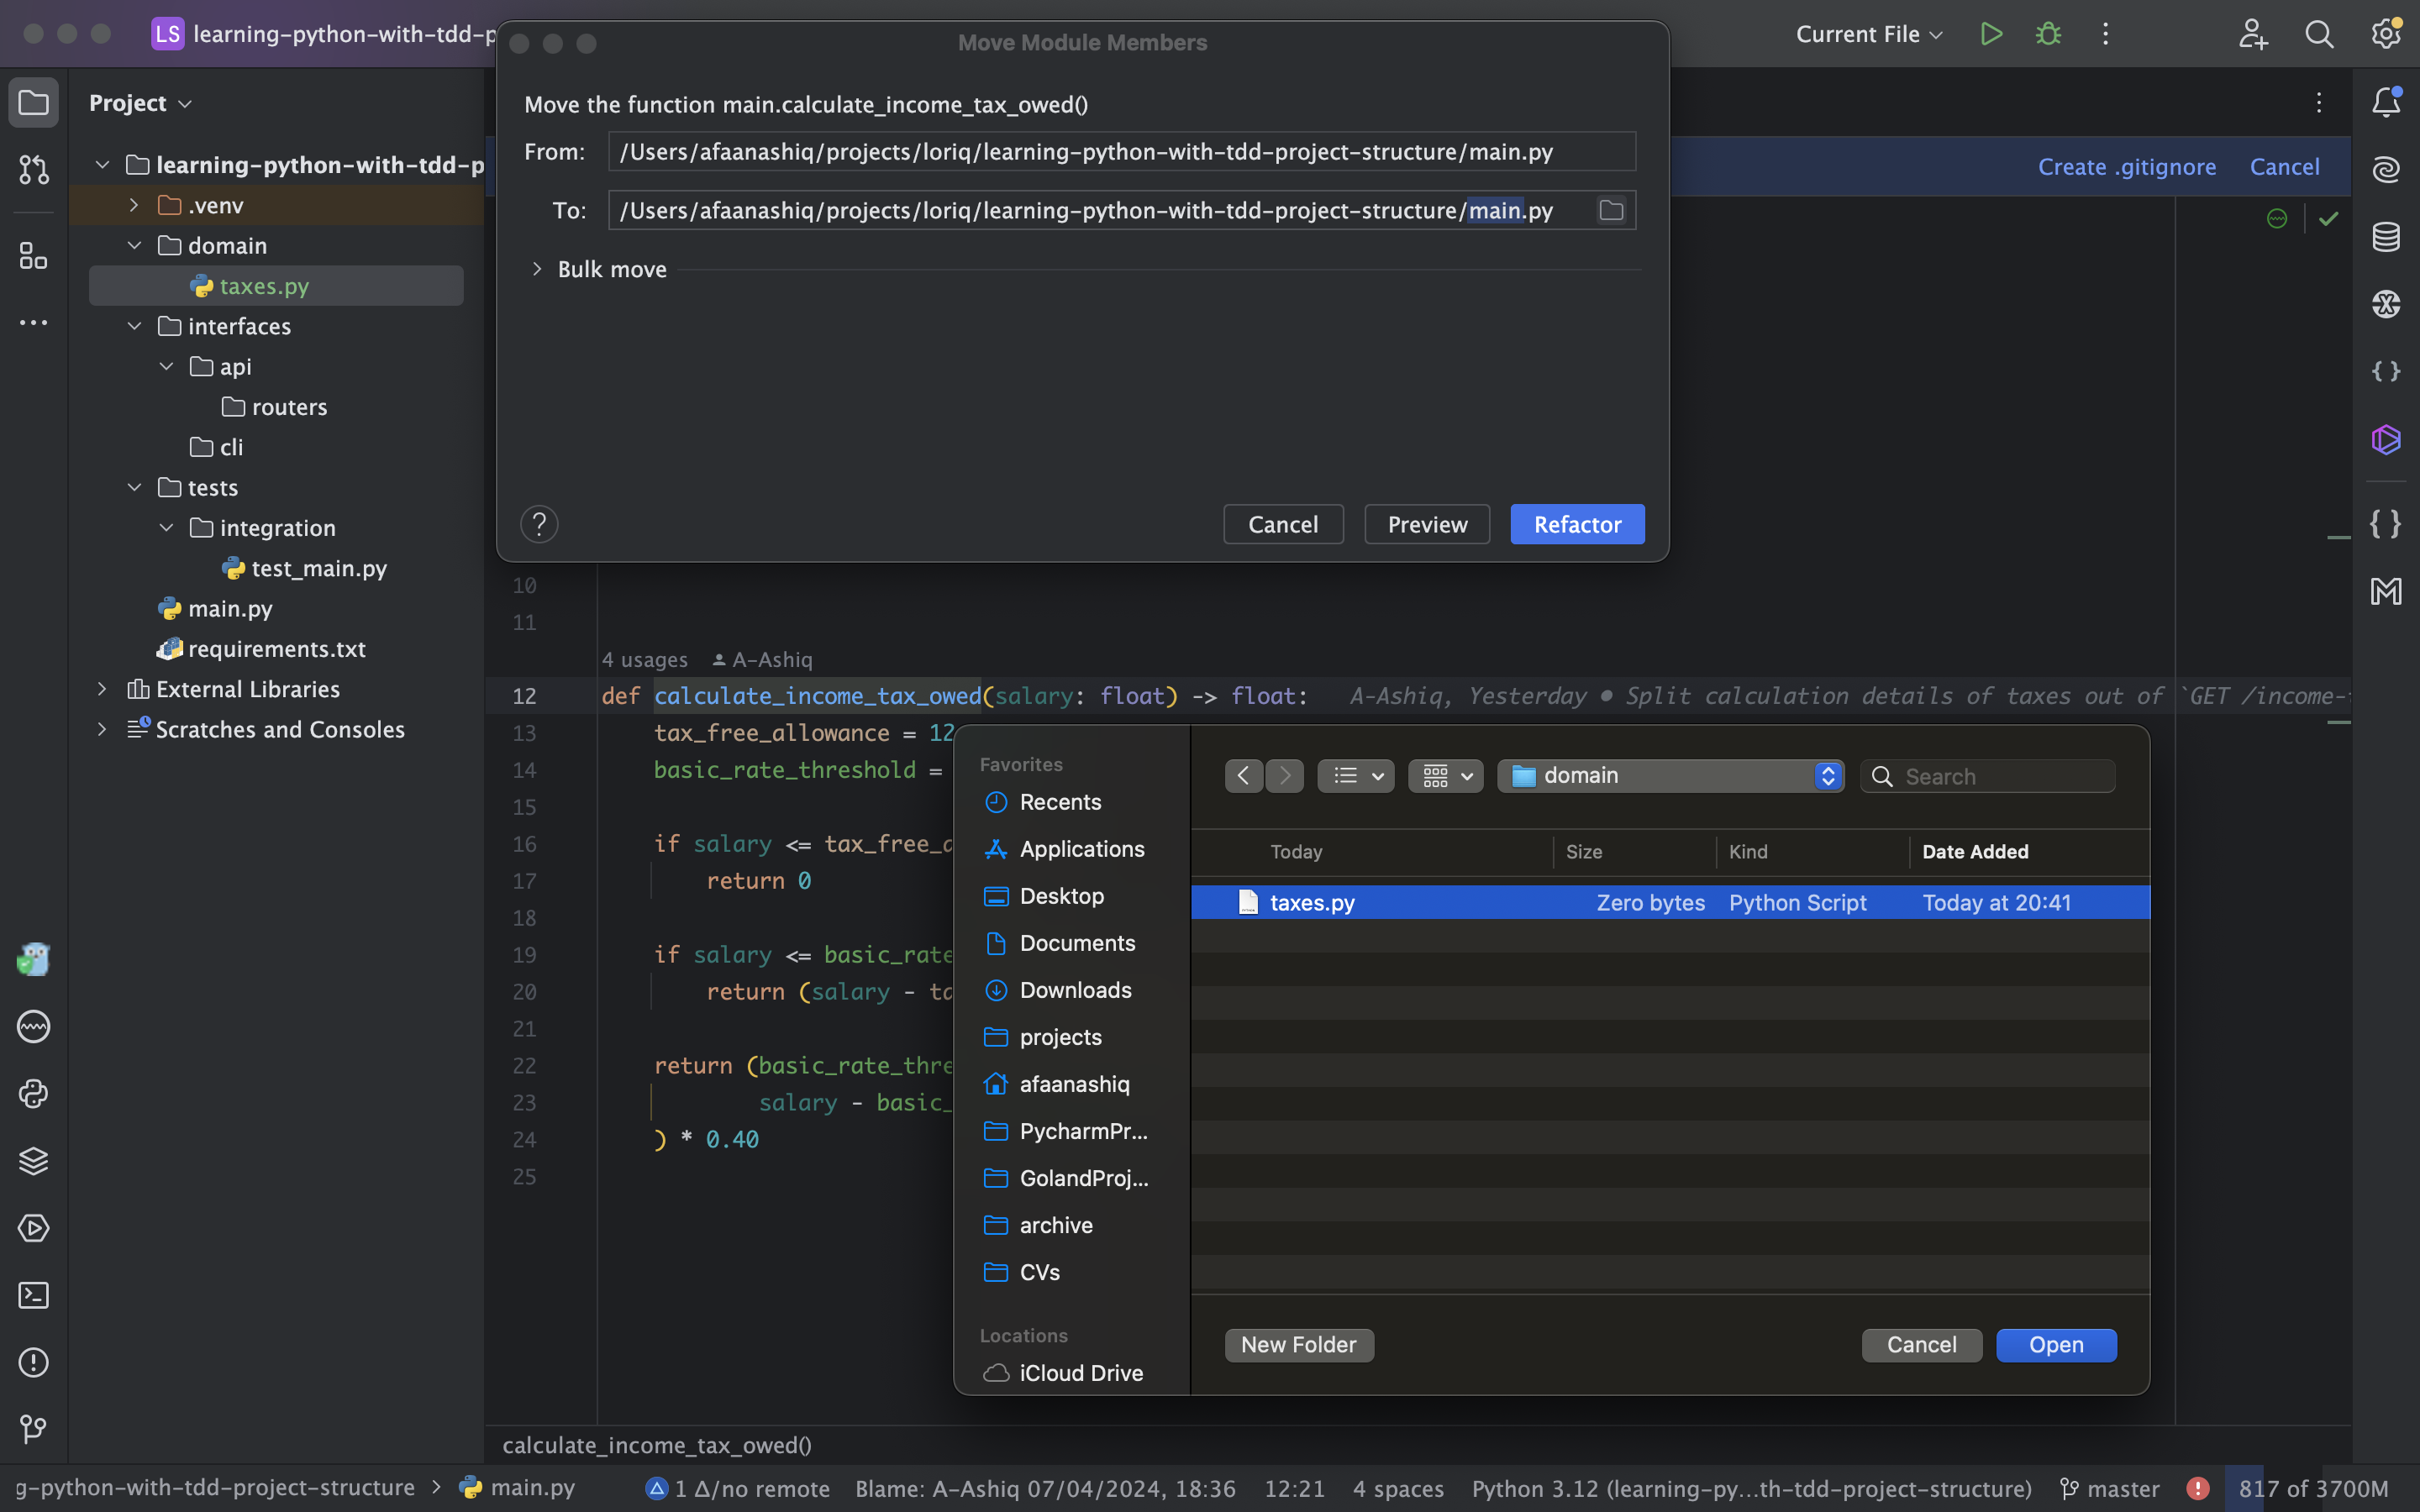 LS learning-python-with-tdd-p
Move Module Members
Current File
Project
Move the function main.calculate_income_tax_owed()
From: /Users/afaanashiq/projects/loriq/learning-python-with-tdd-project-structure/main.py
To: /Users/afaanashiq/projects/loriq/learning-python-with-tdd-project-structure/main.py
Bulk move
? Cancel Preview Refactor
Create .gitignore Cancel
learning-python-with-tdd-p
.venv
domain
taxes.py
interfaces
api
routers
cli
tests
integration
test_main.py
main.py
requirements.txt
External Libraries
Scratches and Consoles
10
11
4 usages A-Ashiq
12 def calculate_income_tax_owed(salary: float) -> float: A-Ashiq, Yesterday • Split calculation details of taxes out of `GET /income-
13 tax_free_allowance = 12
14 basic_rate_threshold =
15
16 if salary <= tax_free_a
17 return 0
18
19 if salary <= basic_rate
20 return (salary - ta
21
22 return (basic_rate_thre
23 salary - basic_
24 ) * 0.40
25
Favorites
Recents
Applications
Desktop
Documents
Downloads
projects
afaanashiq
PycharmPr...
GolandProj...
archive
CVs
Locations
iCloud Drive
domain
Search
Today Size Kind Date Added
taxes.py Zero bytes Python Script Today at 20:41
New Folder Cancel Open
calculate_income_tax_owed()
g-python-with-tdd-project-structure > main.py 1 Δ/no remote Blame: A-Ashiq 07/04/2024, 18:36 12:21 4 spaces Python 3.12 (learning-py...th-tdd-project-structure) master 817 of 3700M